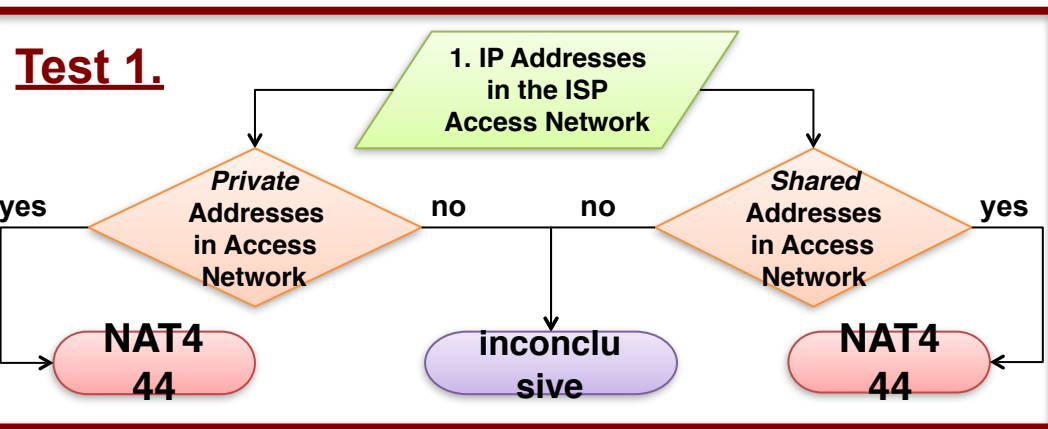 Test 1.
1. IP Addresses
in the ISP
Access Network
Private
Addresses
in Access
Network
Shared
Addresses
in Access
Network
yes
no
no
yes
NAT4
44
inconclu
sive
NAT4
44